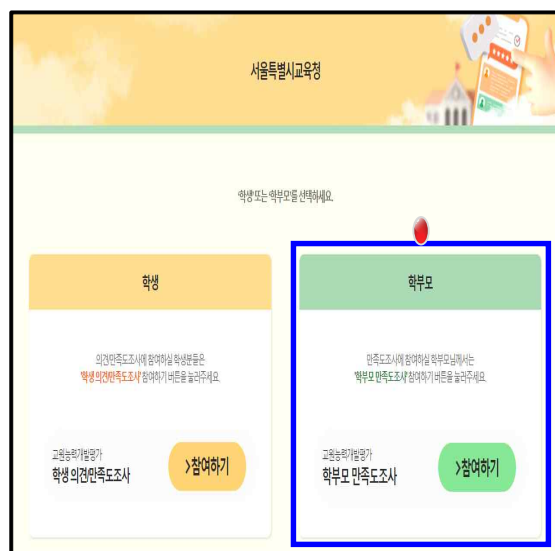 서울특별시교육청
'학생' 또는 '학부모'를 선택하세요.
학생
의견/만족도조사에 참여하실 학생분들은
'학생 의견/만족도조사' 참여하기 버튼을 눌러주세요.
교원능력개발평가
학생 의견/만족도조사
>참여하기
학부모
만족도조사에 참여하실 학부모님께서는
'학부모 만족도조사' 참여하기 버튼을 눌러주세요.
교원능력개발평가
학부모 만족도조사
>참여하기